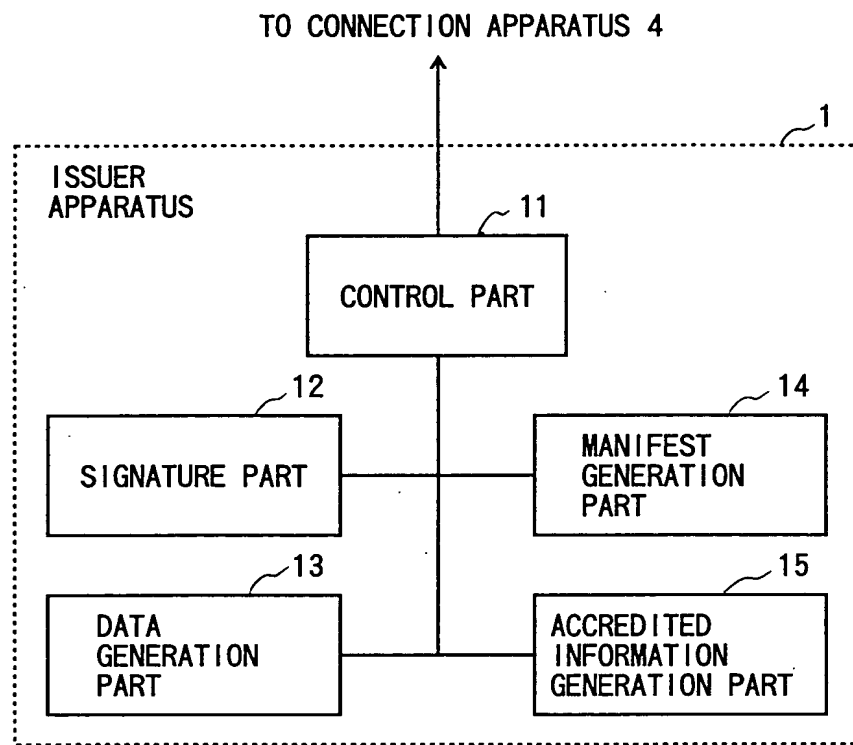 TO CONNECTION APPARATUS 4
1
ISSUER
APPARATUS
11
CONTROL PART
12
SIGNATURE PART
14
MANIFEST
GENERATION
PART
13
DATA
GENERATION
PART
15
ACCREDITED
INFORMATION
GENERATION PART